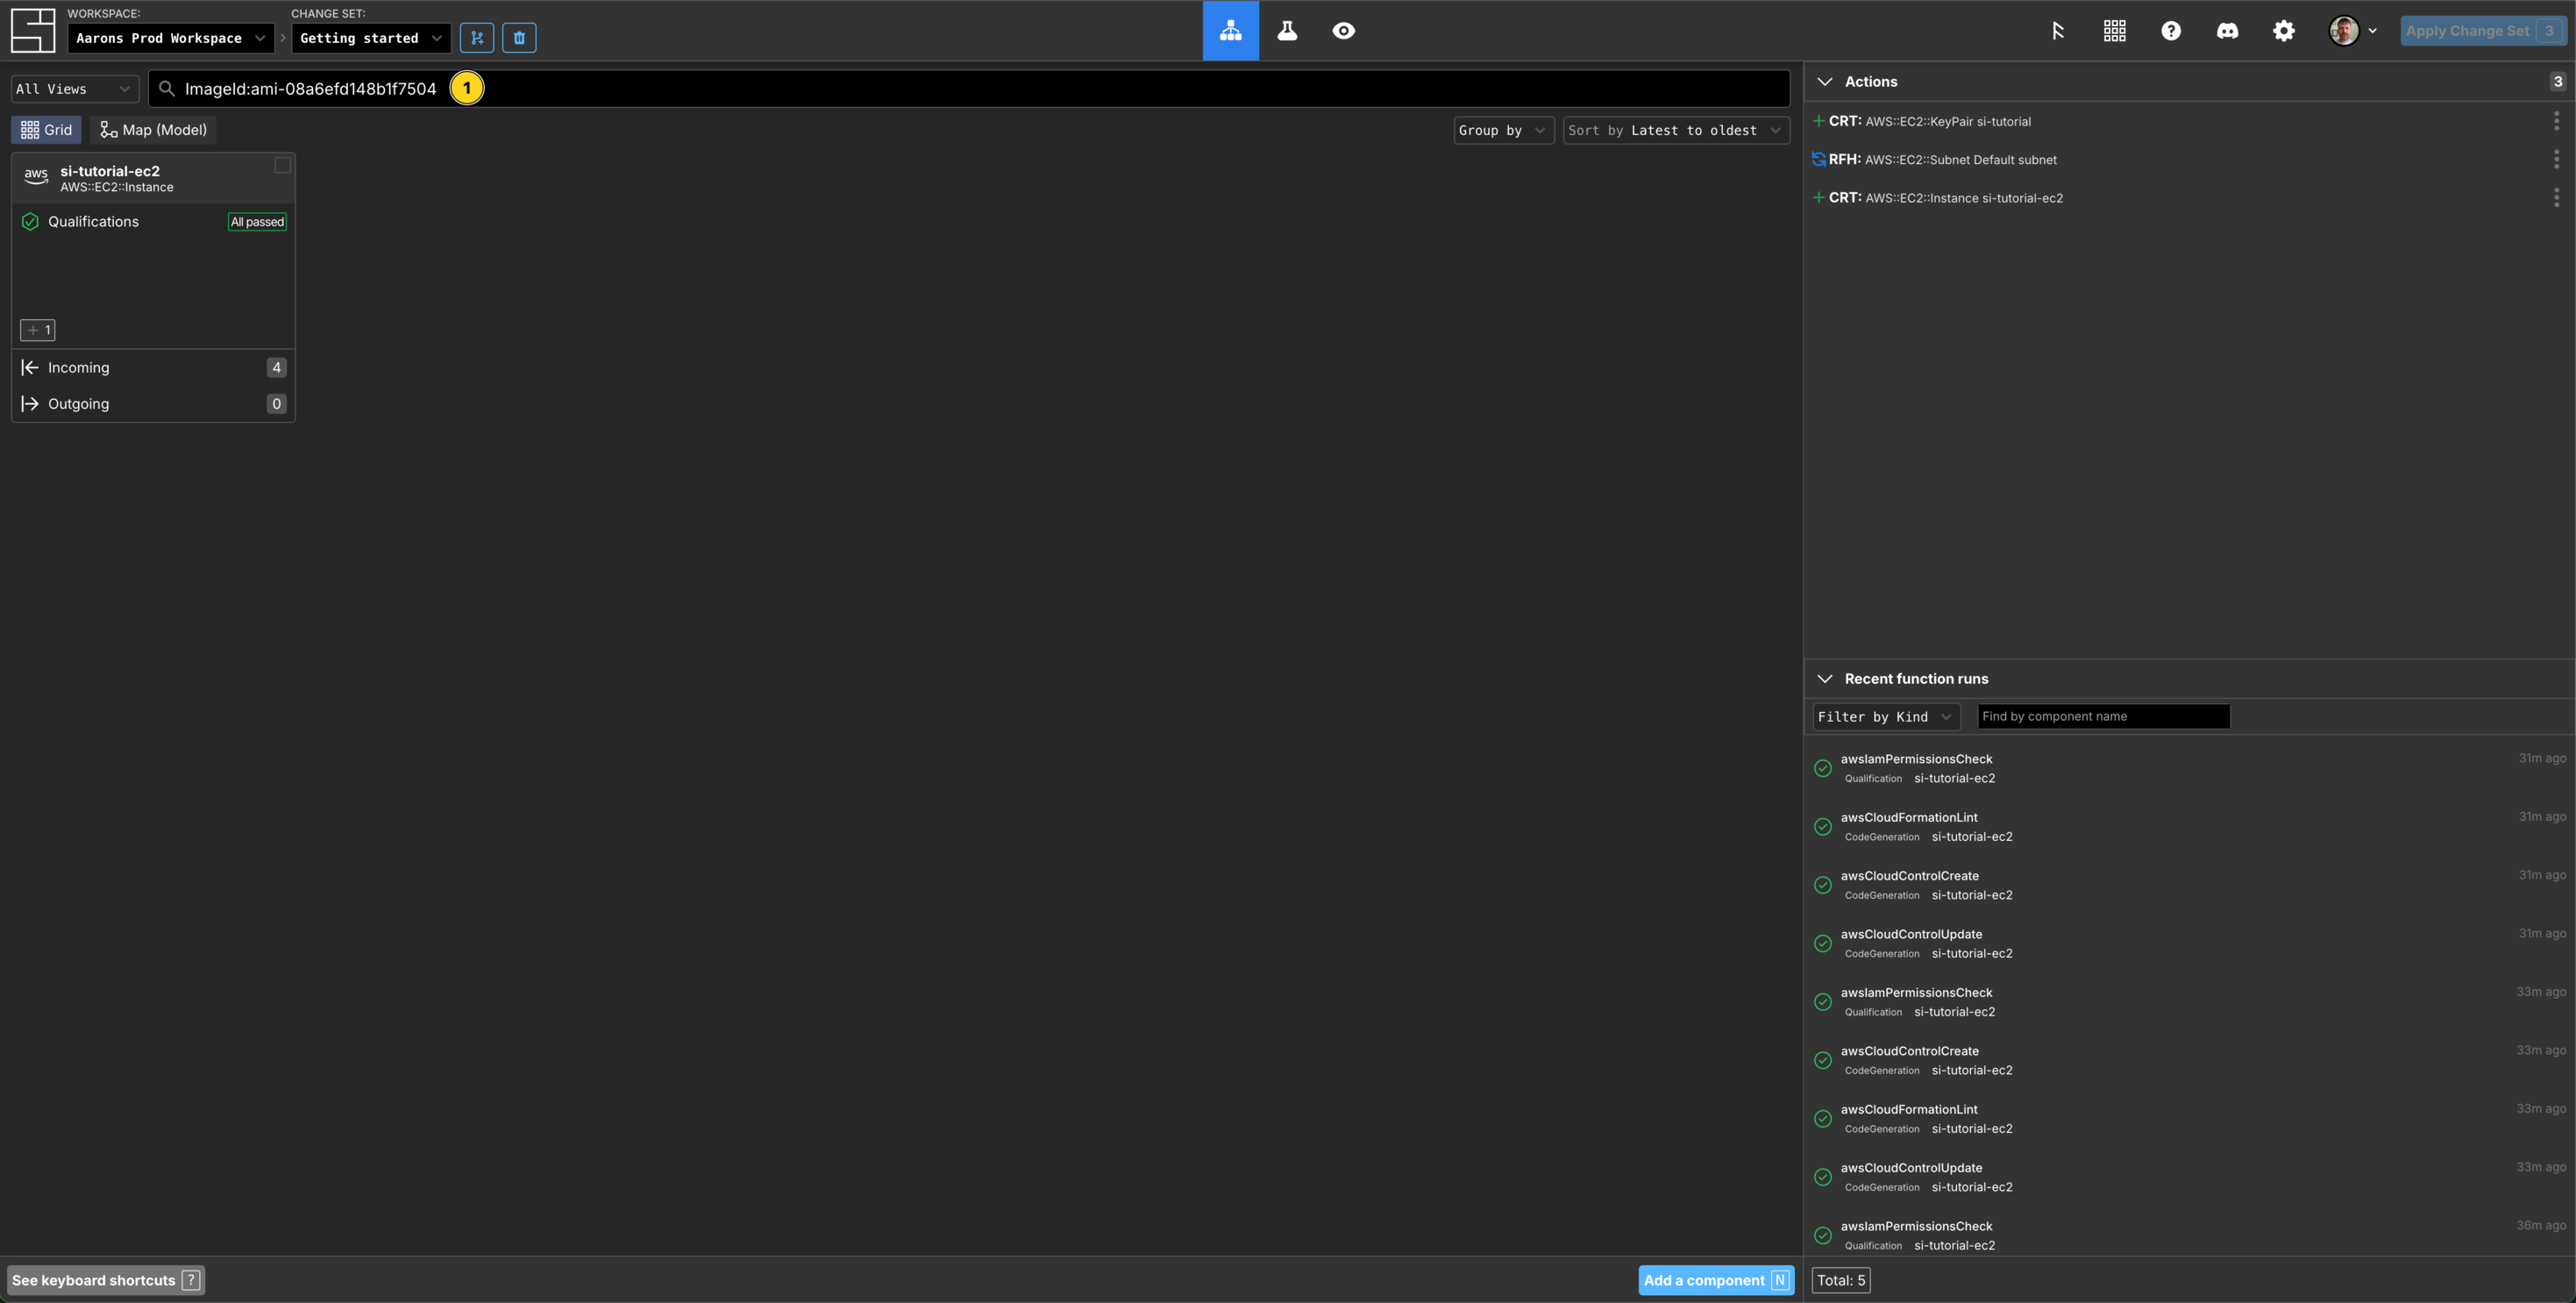 WORKSPACE:
Aarons Prod Workspace
CHANGE SET:
Getting started
Apply Change Set 3
All Views
ImageId:ami-08a6efd148b1f7504
1
Grid
Map (Model)
Group by
Sort by Latest to oldest
aws
si-tutorial-ec2
AWS::EC2::Instance
Qualifications
All passed
+ 1
Incoming
4
Outgoing
0
Actions
3
+ CRT: AWS::EC2::KeyPair si-tutorial
RFH: AWS::EC2::Subnet Default subnet
+ CRT: AWS::EC2::Instance si-tutorial-ec2
Recent function runs
Filter by Kind
Find by component name
awsIamPermissionsCheck
31m ago
Qualification si-tutorial-ec2
awsCloudFormationLint
31m ago
CodeGeneration si-tutorial-ec2
awsCloudControlCreate
31m ago
CodeGeneration si-tutorial-ec2
awsCloudControlUpdate
31m ago
CodeGeneration si-tutorial-ec2
awsIamPermissionsCheck
33m ago
Qualification si-tutorial-ec2
awsCloudControlCreate
33m ago
CodeGeneration si-tutorial-ec2
awsCloudFormationLint
33m ago
CodeGeneration si-tutorial-ec2
awsCloudControlUpdate
33m ago
CodeGeneration si-tutorial-ec2
awsIamPermissionsCheck
36m ago
Qualification si-tutorial-ec2
See keyboard shortcuts ?
Add a component N
Total: 5